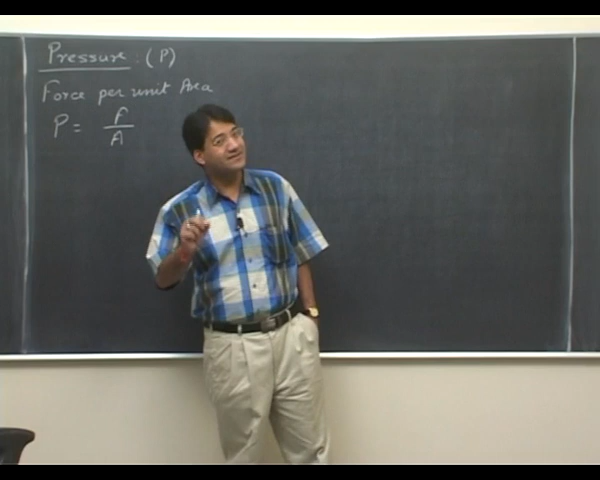 Pressure. (P)
Force per unit Area
P = F/A